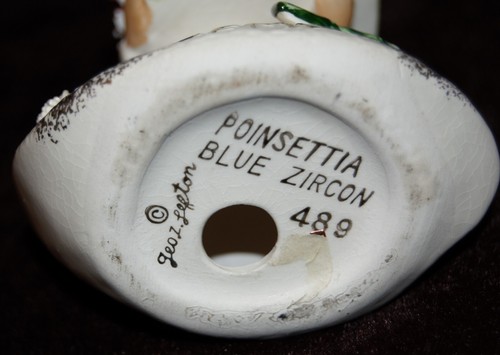 POINSETTIA
BLUE ZIRCON
489
© Geo. Z. Lefton